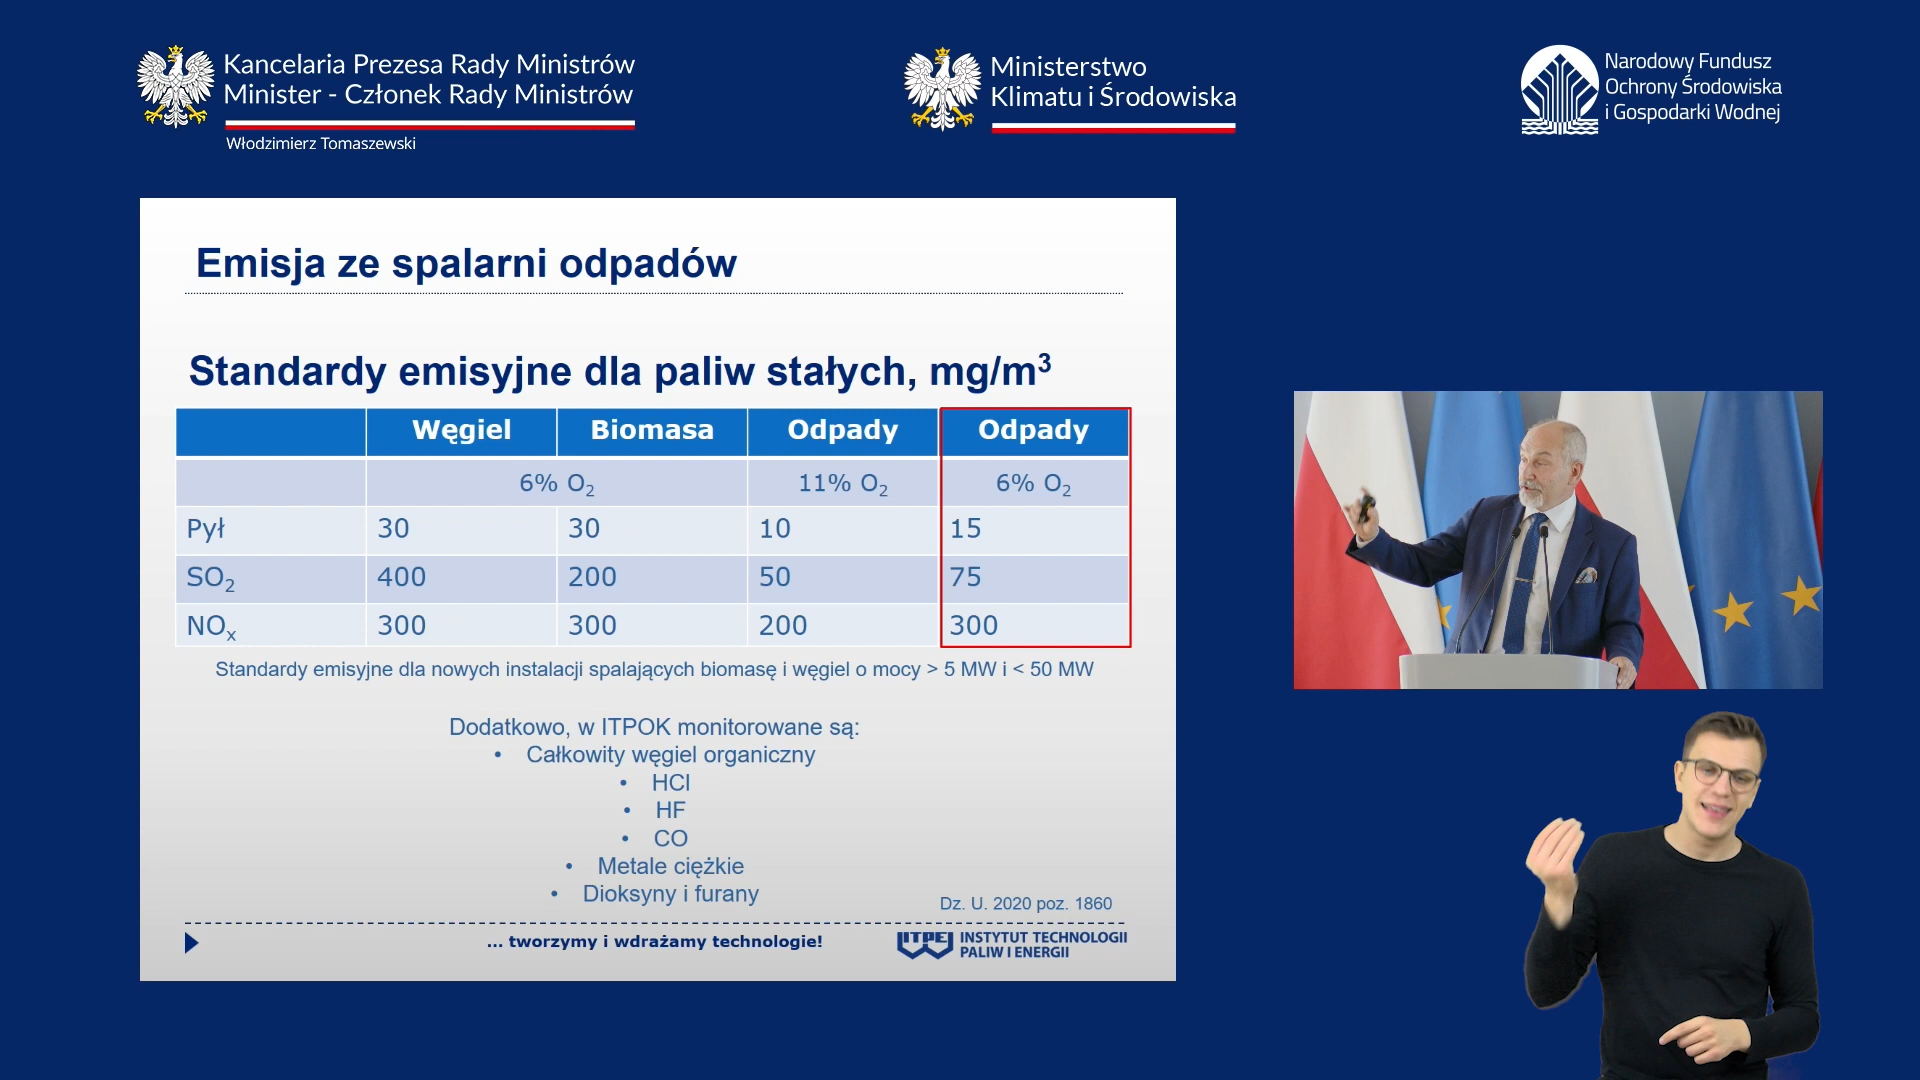 Kancelaria Prezesa Rady Ministrów
Minister - Członek Rady Ministrów
Włodzimierz Tomaszewski
Ministerstwo
Klimatu i Środowiska
Narodowy Fundusz
Ochrony Środowiska
i Gospodarki Wodnej
Emisja ze spalarni odpadów
Standardy emisyjne dla paliw stałych, mg/m³
Węgiel Biomasa Odpady Odpady
6% O₂ 11% O₂ 6% O₂
Pył 30 30 10 15
SO₂ 400 200 50 75
NOₓ 300 300 200 300
Standardy emisyjne dla nowych instalacji spalających biomasę i węgiel o mocy > 5 MW i < 50 MW
Dodatkowo, w ITPOK monitorowane są:
• Całkowity węgiel organiczny
• HCl
• HF
• CO
• Metale ciężkie
• Dioksyny i furany
Dz. U. 2020 poz. 1860
... tworzymy i wdrażamy technologie!
ITPE INSTYTUT TECHNOLOGII
PALIW I ENERGII